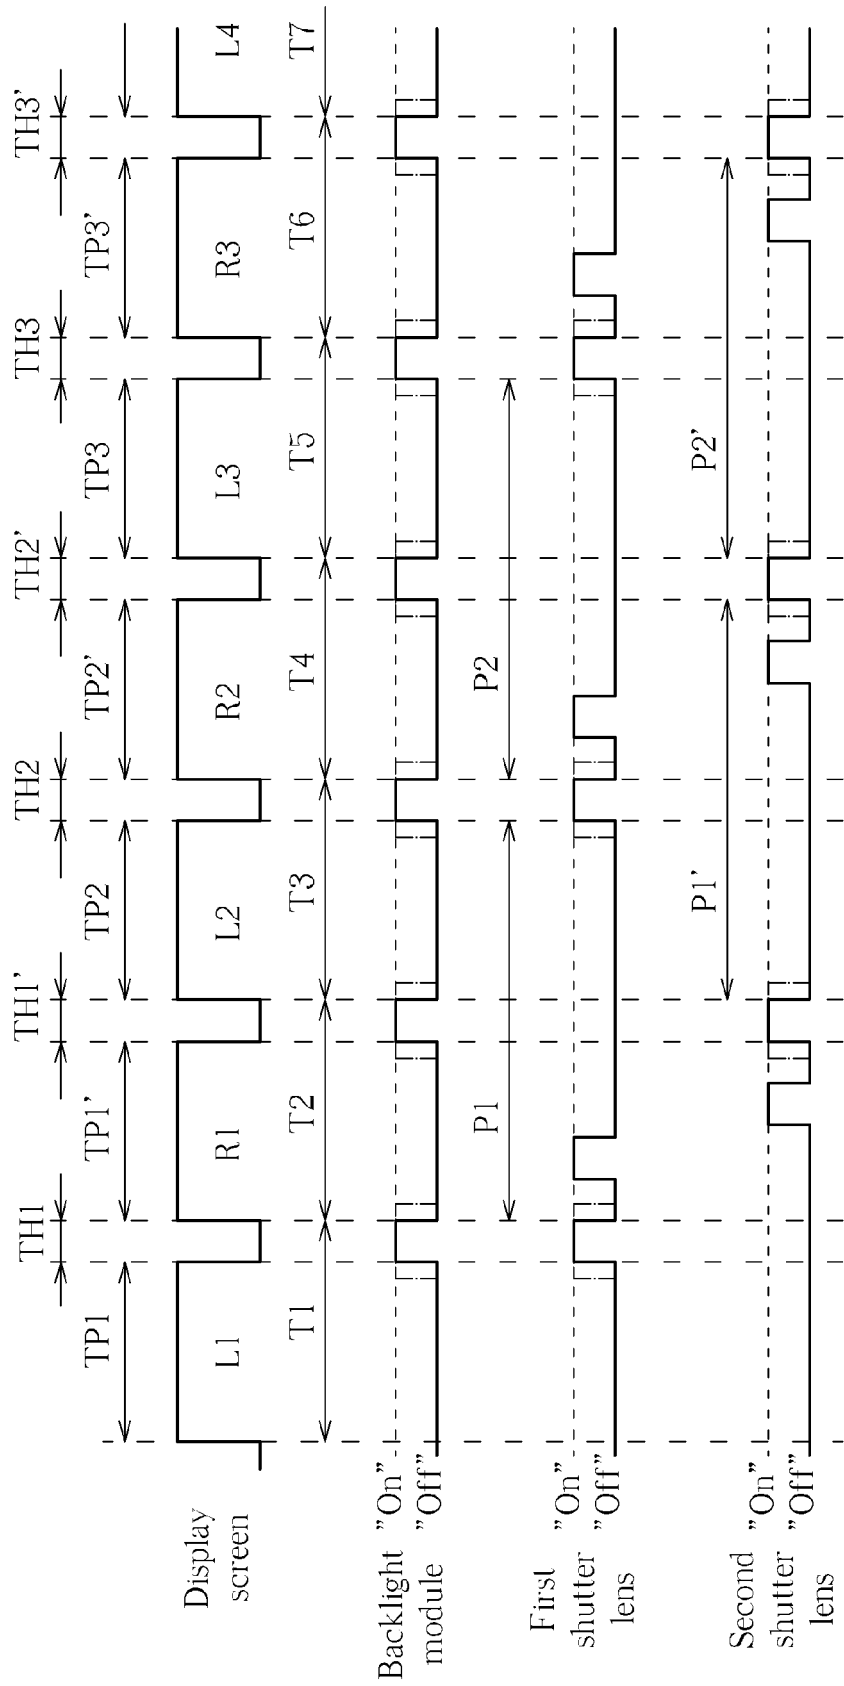 TH1
TH1'
TH2
TH2'
TH3
TH3'
TP1
TP1'
TP2
TP2'
TP3
TP3'
Display
screen
L1
R1
L2
R2
L3
R3
L4
T1
T2
T3
T4
T5
T6
T7
Backlight
module
"On"
"Off"
P1
P2
First
shutter
lens
"On"
"Off"
P1'
P2'
Second
shutter
lens
"On"
"Off"